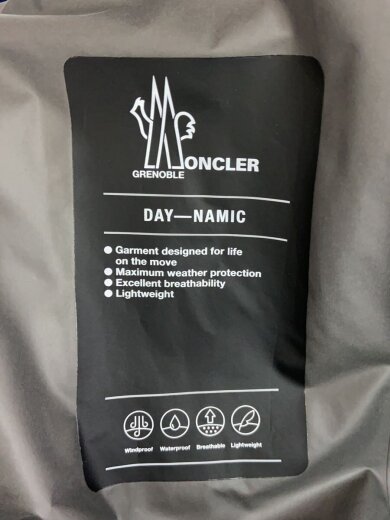 MONCLER
GRENOBLE
DAY—NAMIC
● Garment designed for life
on the move
● Maximum weather protection
● Excellent breathability
● Lightweight
Windproof Waterproof Breathable Lightweight